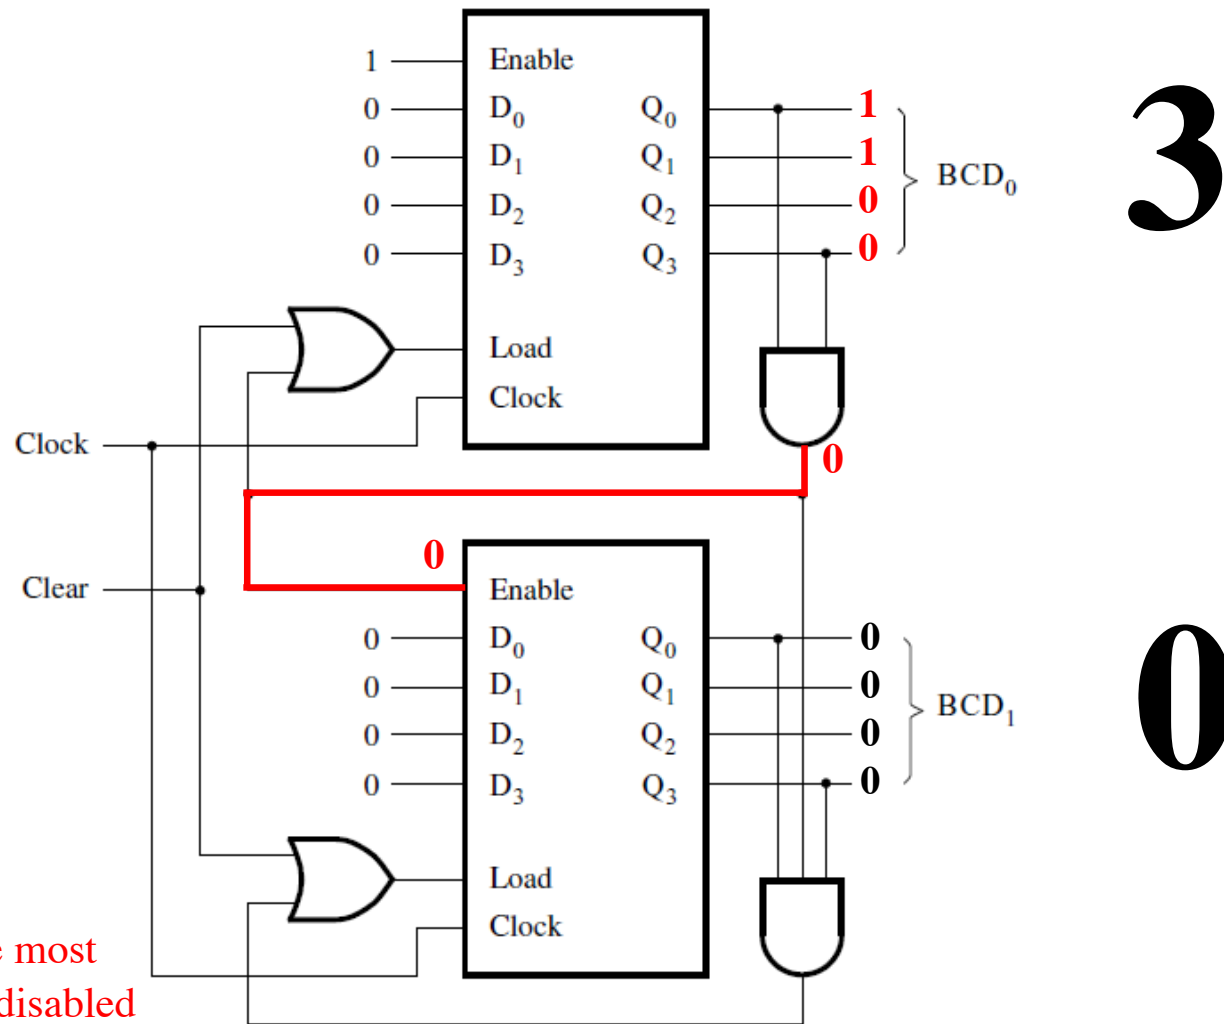 1 Enable
0 D0 Q0 1
0 D1 Q1 1
0 D2 Q2 0
0 D3 Q3 0
BCD0 3
Load
Clock
Clock
0
0
Clear
Enable
0 D0 Q0 0
0 D1 Q1 0
0 D2 Q2 0
0 D3 Q3 0
BCD1 0
Load
Clock
most
disabled